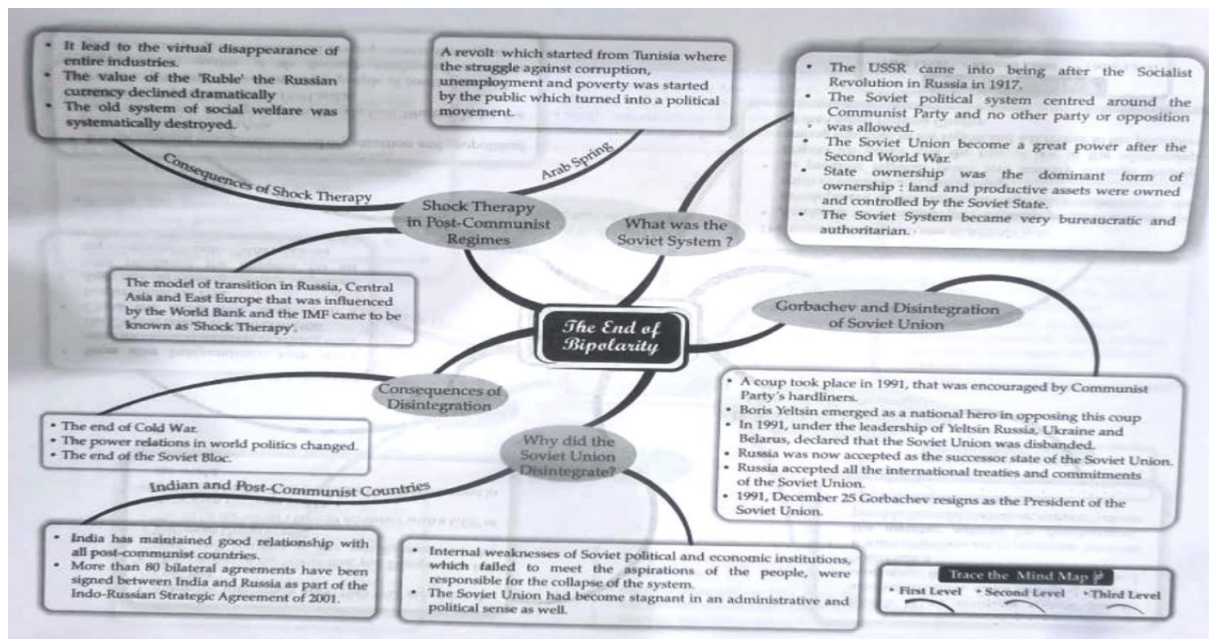 • It lead to the virtual disappearance of
entire industries.
• The value of the 'Ruble' the Russian
currency declined dramatically
• The old system of social welfare was
systematically destroyed.
A revolt which started from Tunisia where
the struggle against corruption,
unemployment and poverty was started
by the public which turned into a political
movement.
• The USSR came into being after the Socialist
Revolution in Russia in 1917.
• The Soviet political system centred around the
Communist Party and no other party or opposition
was allowed.
• The Soviet Union become a great power after the
Second World War.
• State ownership was the dominant form of
ownership : land and productive assets were owned
and controlled by the Soviet State.
• The Soviet System became very bureaucratic and
authoritarian.
Consequences of Shock Therapy
Arab Spring
Shock Therapy
in Post-Communist
Regimes
What was the
Soviet System ?
The model of transition in Russia, Central
Asia and East Europe that was influenced
by the World Bank and the IMF came to be
known as 'Shock Therapy'.
The End of
Bipolarity
Gorbachev and Disintegration
of Soviet Union
Consequences of
Disintegration
• The end of Cold War.
• The power relations in world politics changed.
• The end of the Soviet Bloc.
• A coup took place in 1991, that was encouraged by Communist
Party's hardliners.
• Boris Yeltsin emerged as a national hero in opposing this coup
• In 1991, under the leadership of Yeltsin Russia, Ukraine and
Belarus, declared that the Soviet Union was disbanded.
• Russia was now accepted as the successor state of the Soviet Union.
• Russia accepted all the international treaties and commitments
of the Soviet Union.
• 1991, December 25 Gorbachev resigns as the President of the
Soviet Union.
Why did the
Soviet Union
Disintegrate?
Indian and Post-Communist Countries
• India has maintained good relationship with
all post-communist countries.
• More than 80 bilateral agreements have been
signed between India and Russia as part of the
Indo-Russian Strategic Agreement of 2001.
• Internal weaknesses of Soviet political and economic institutions,
which failed to meet the aspirations of the people, were
responsible for the collapse of the system.
• The Soviet Union had become stagnant in an administrative and
political sense as well.
Trace the Mind Map
• First Level • Second Level • Third Level